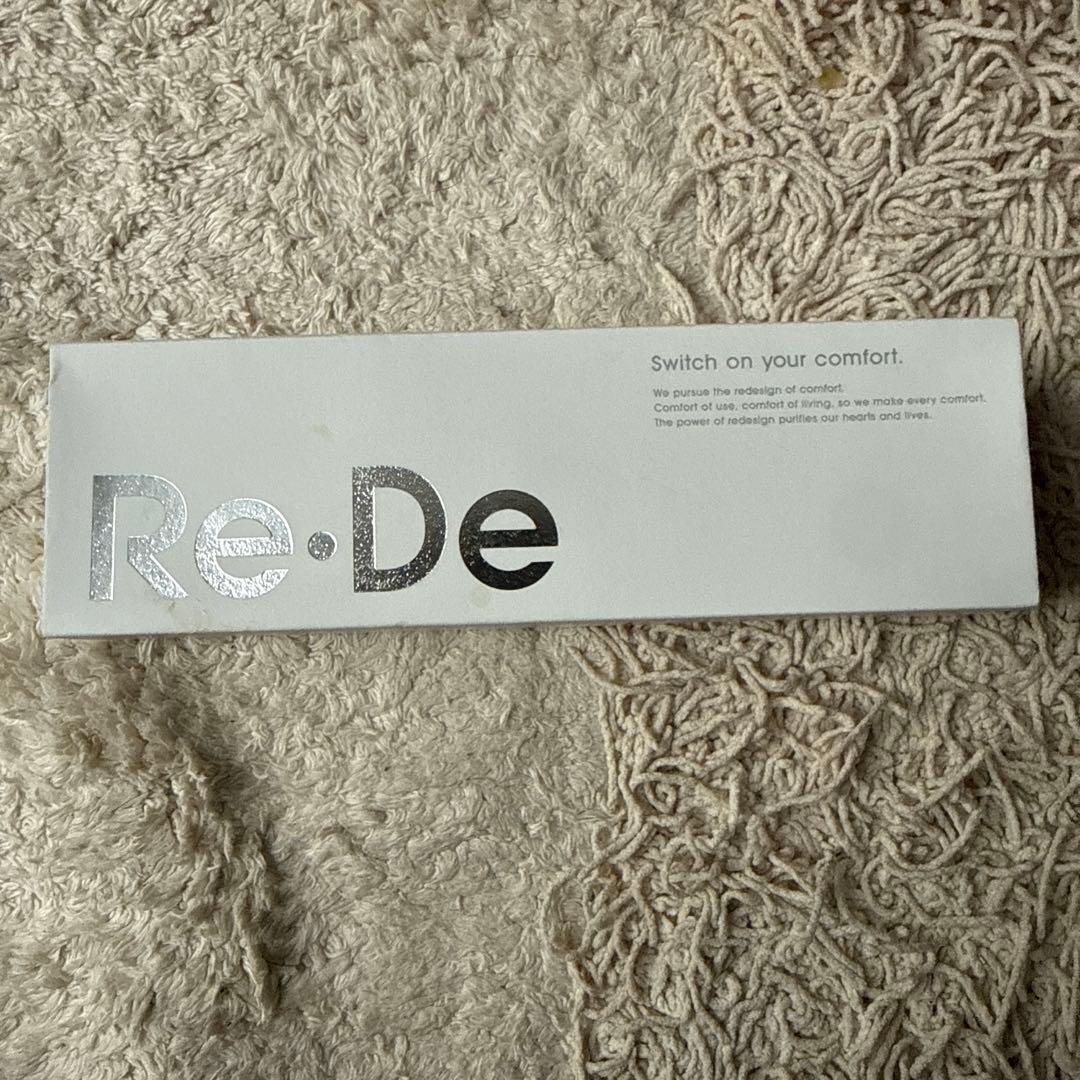 Switch on your comfort.
We pursue the redesign of comfort.
Comfort of use, comfort of living, so we make every comfort.
The power of redesign purifies our hearts and lives.
Re·De